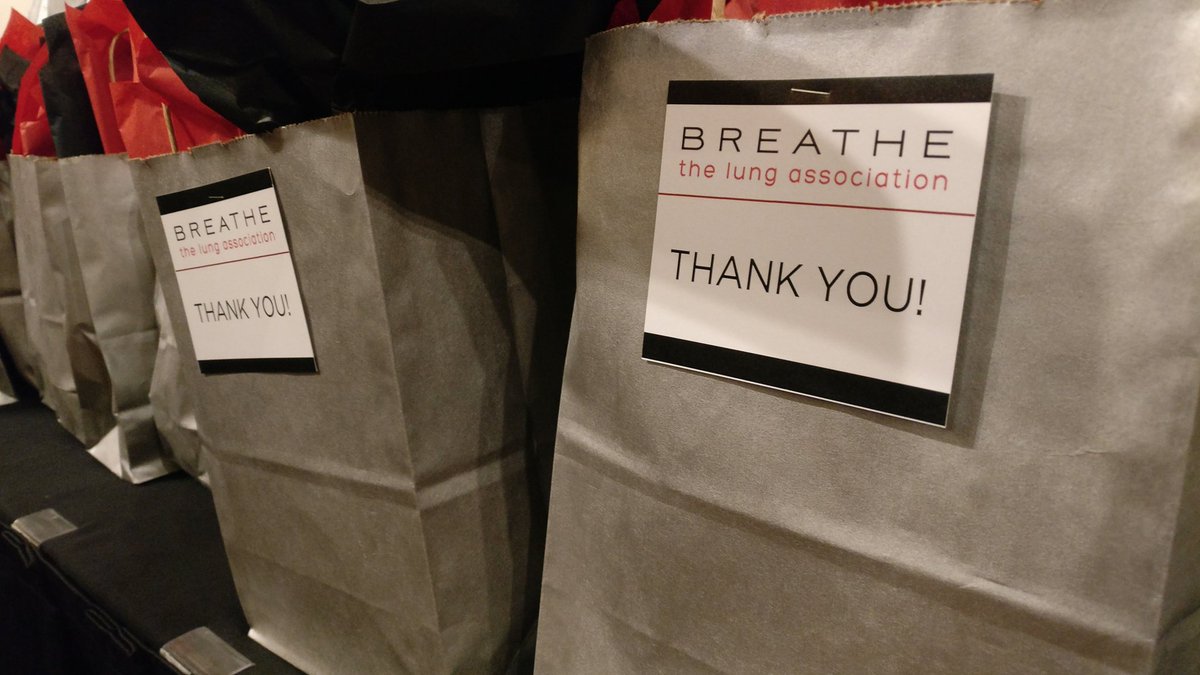 BREATHE
the lung association
THANK YOU!
BREATHE
the lung association
THANK YOU!